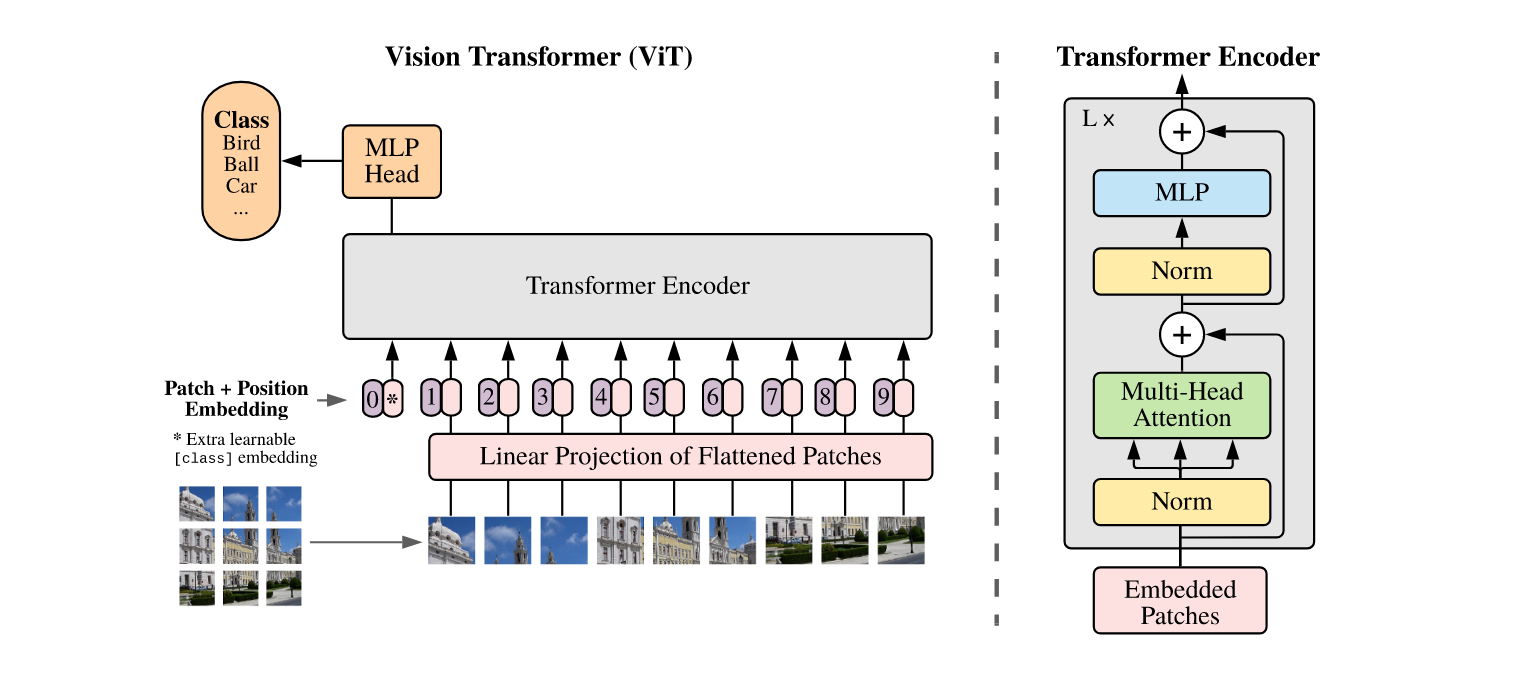 Vision Transformer (ViT)
Class
Bird
Ball
Car
...
MLP
Head
Transformer Encoder
Patch + Position
Embedding
0 * 1 2 3 4 5 6 7 8 9
* Extra learnable
[class] embedding
Linear Projection of Flattened Patches
Transformer Encoder
L x
+
MLP
Norm
+
Multi-Head
Attention
Norm
Embedded
Patches